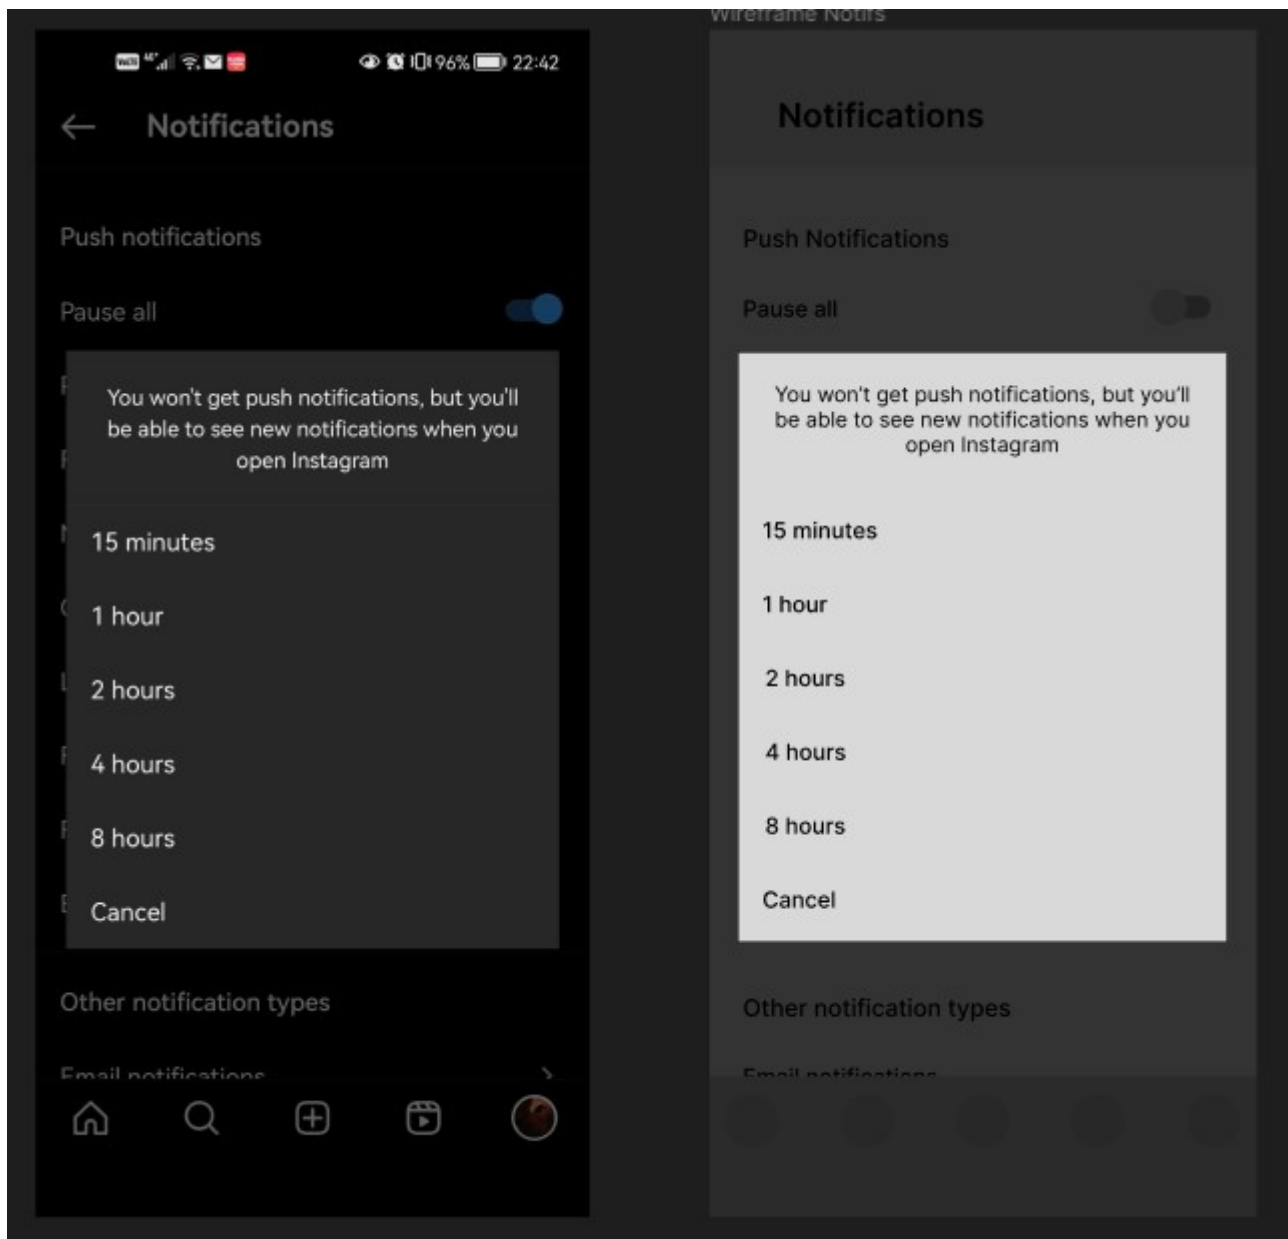 Wireframe Notifs
96% 22:42
Notifications
Push notifications
Pause all
You won't get push notifications, but you'll
be able to see new notifications when you
open Instagram
15 minutes
1 hour
2 hours
4 hours
8 hours
Cancel
Other notification types
Email notifications
Notifications
Push Notifications
Pause all
You won't get push notifications, but you'll
be able to see new notifications when you
open Instagram
15 minutes
1 hour
2 hours
4 hours
8 hours
Cancel
Other notification types
Email notifications